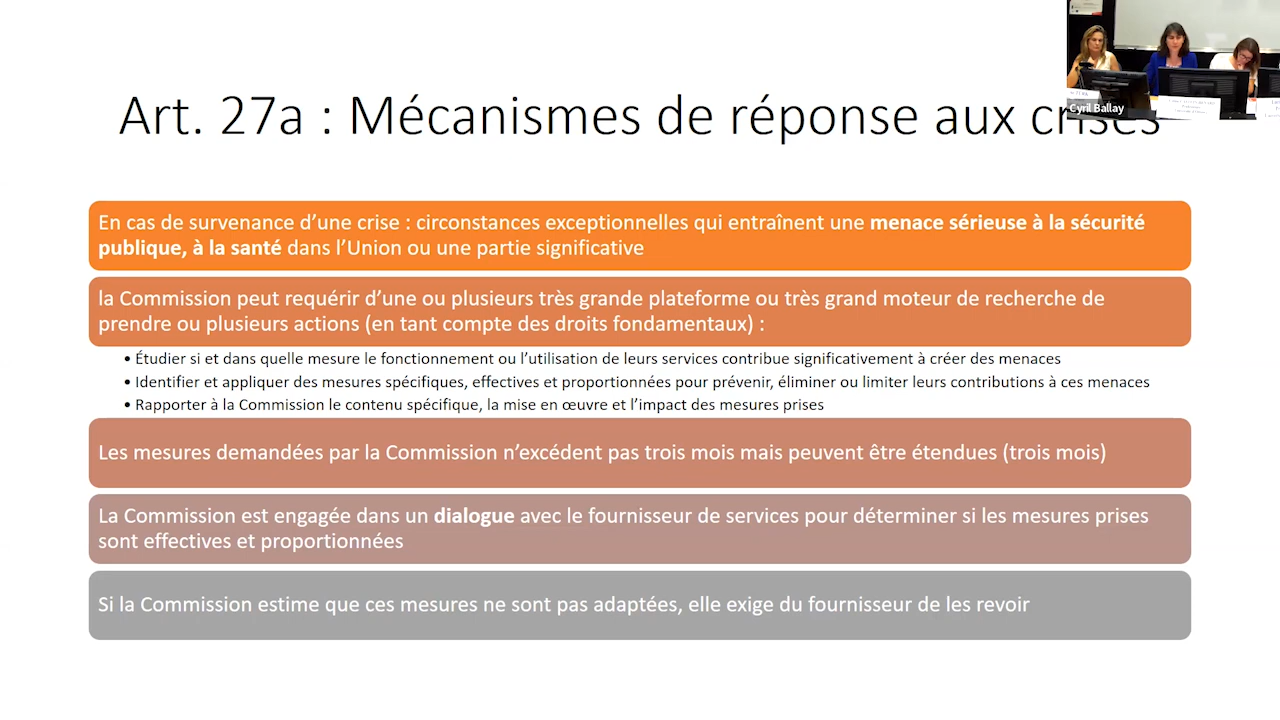 Art. 27a : Mécanismes de réponse aux crises
Cyril Ballay
En cas de survenance d’une crise : circonstances exceptionnelles qui entraînent une menace sérieuse à la sécurité
publique, à la santé dans l’Union ou une partie significative
la Commission peut requérir d’une ou plusieurs très grande plateforme ou très grand moteur de recherche de
prendre ou plusieurs actions (en tant compte des droits fondamentaux) :
• Étudier si et dans quelle mesure le fonctionnement ou l’utilisation de leurs services contribue significativement à créer des menaces
• Identifier et appliquer des mesures spécifiques, effectives et proportionnées pour prévenir, éliminer ou limiter leurs contributions à ces menaces
• Rapporter à la Commission le contenu spécifique, la mise en œuvre et l’impact des mesures prises
Les mesures demandées par la Commission n’excédent pas trois mois mais peuvent être étendues (trois mois)
La Commission est engagée dans un dialogue avec le fournisseur de services pour déterminer si les mesures prises
sont effectives et proportionnées
Si la Commission estime que ces mesures ne sont pas adaptées, elle exige du fournisseur de les revoir